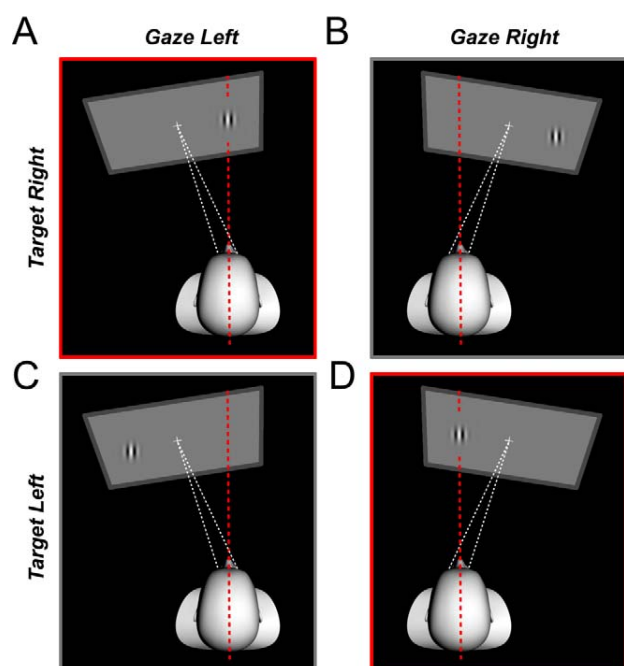 A
Gaze Left
B
Gaze Right
Target Right
C
D
Target Left